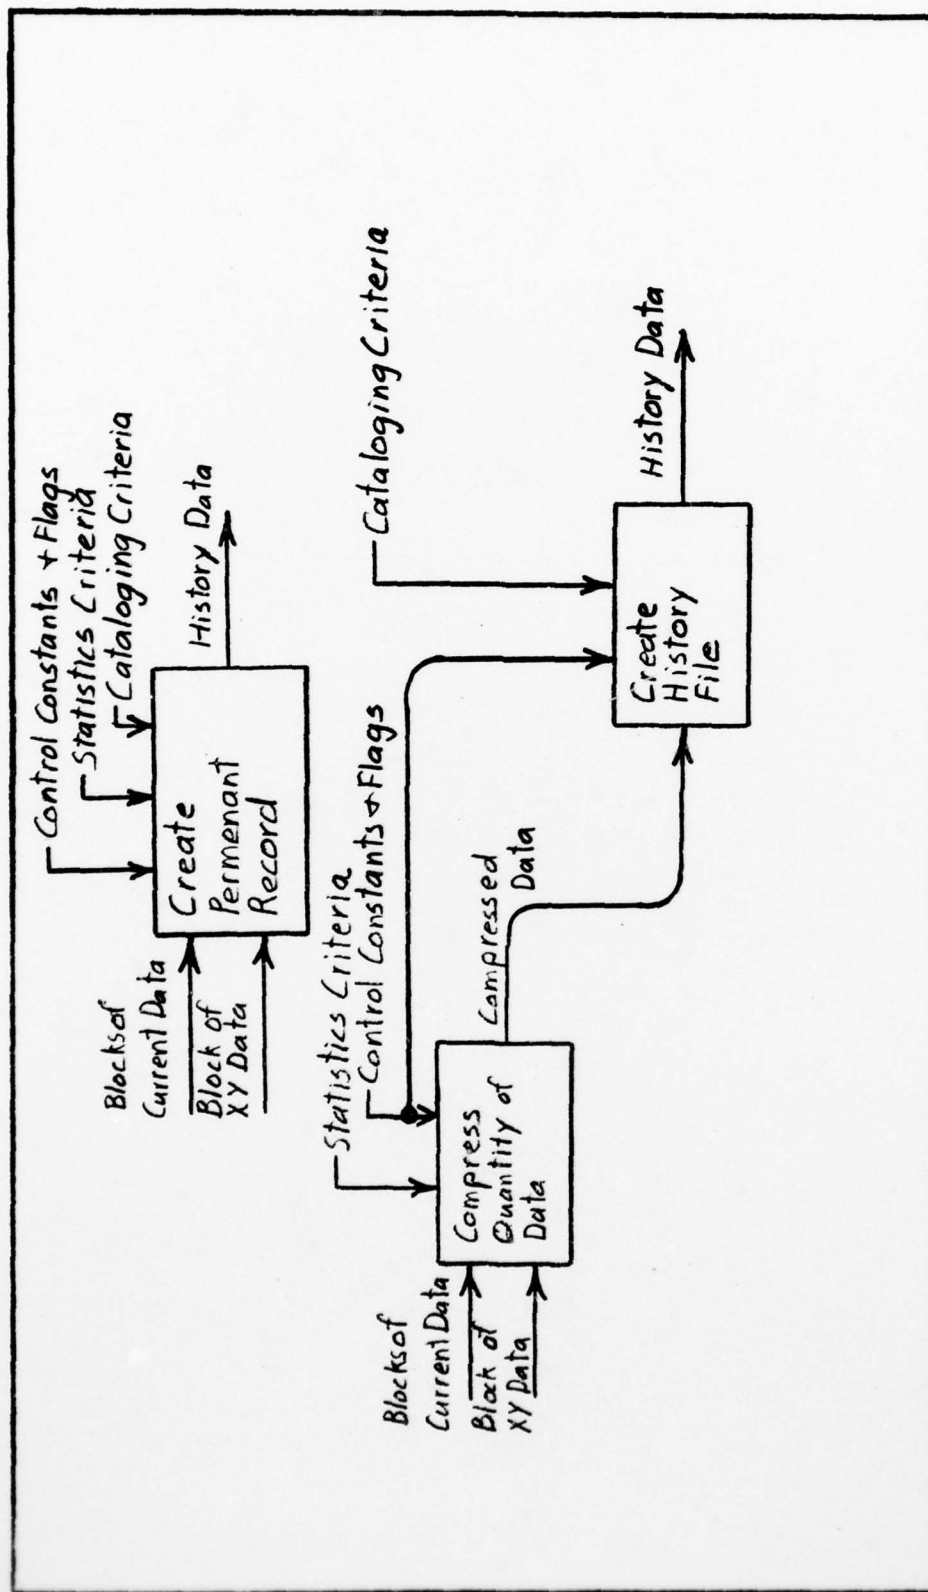 Control Constants + Flags
Statistics Criteria
Cataloging Criteria
Blocks of
Current Data
Block of
XY Data
Create
Permenant
Record
History Data
Statistics Criteria
Control Constants + Flags
Cataloging Criteria
Blocks of
Current Data
Block of
XY Data
Compress
Quantity of
Data
Compressed
Data
Create
History
File
History Data